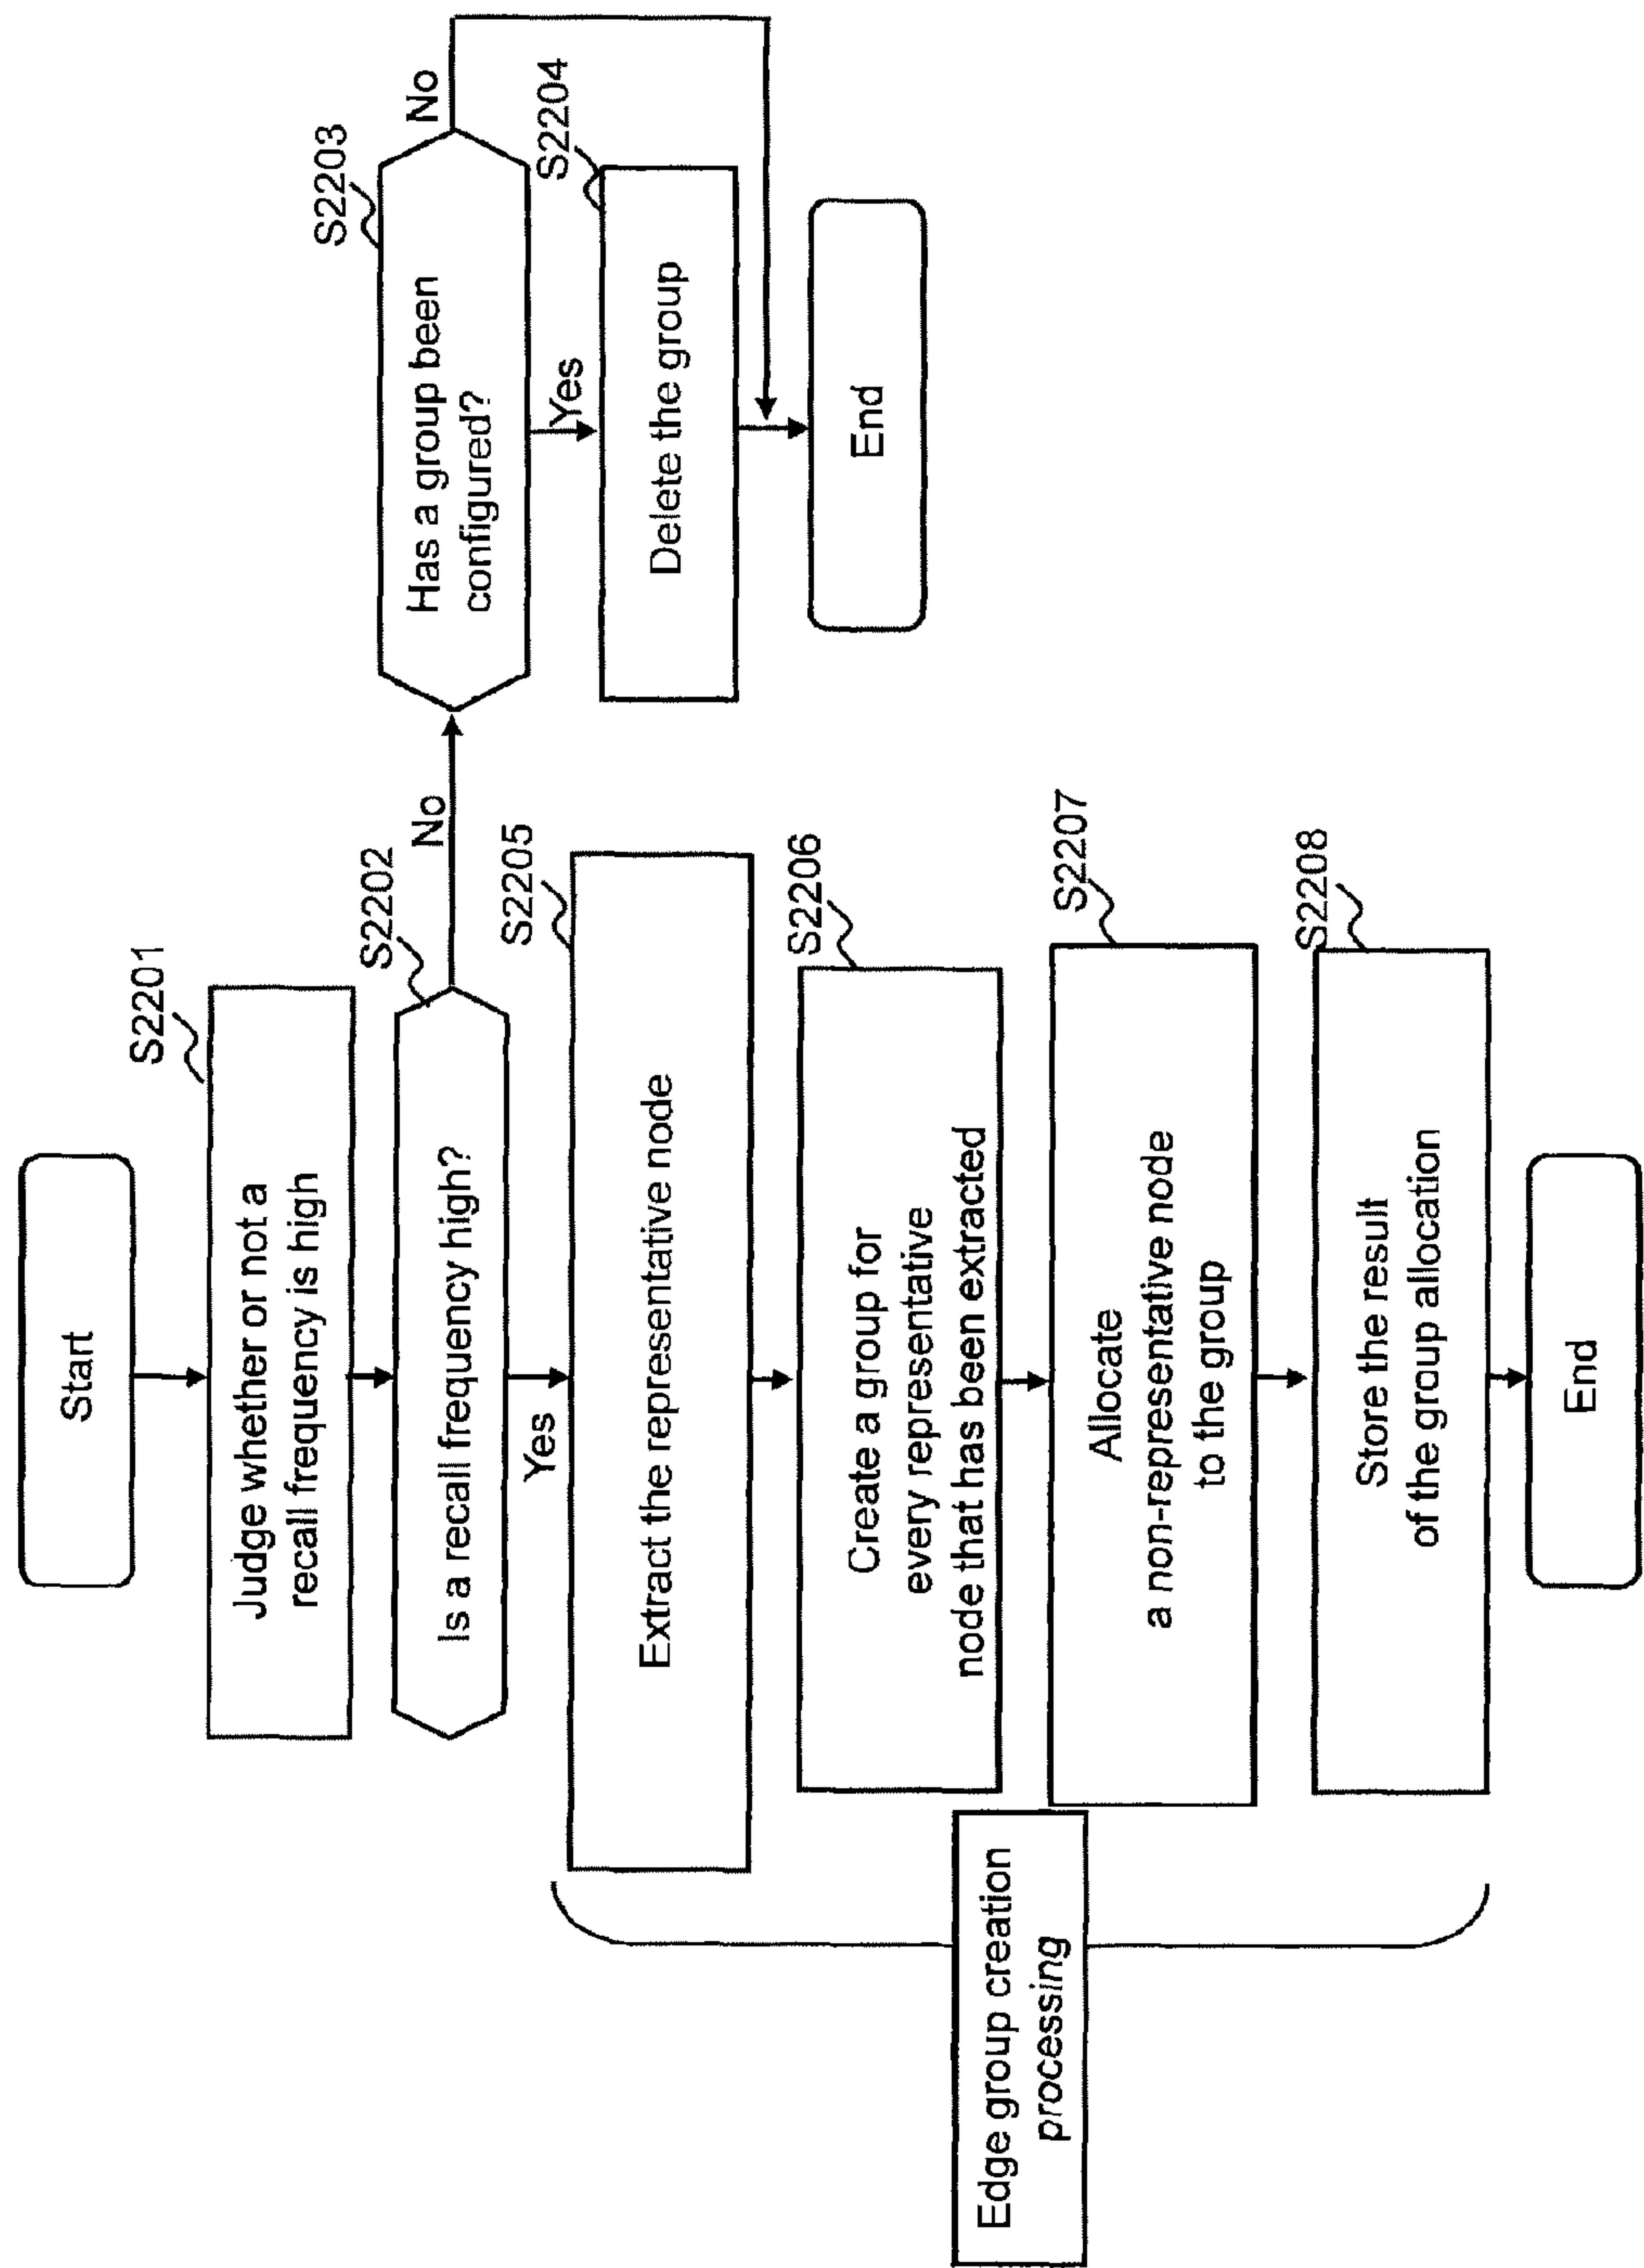 Start
S2201
Judge whether or not a
recall frequency is high
S2202
Is a recall frequency high?
No
Yes
S2203
Has a group been
configured?
No
Yes
S2204
Delete the group
End
S2205
Extract the representative node
S2206
Create a group for
every representative
node that has been extracted
S2207
Allocate
a non-representative node
to the group
S2208
Store the result
of the group allocation
End
Edge group creation
processing